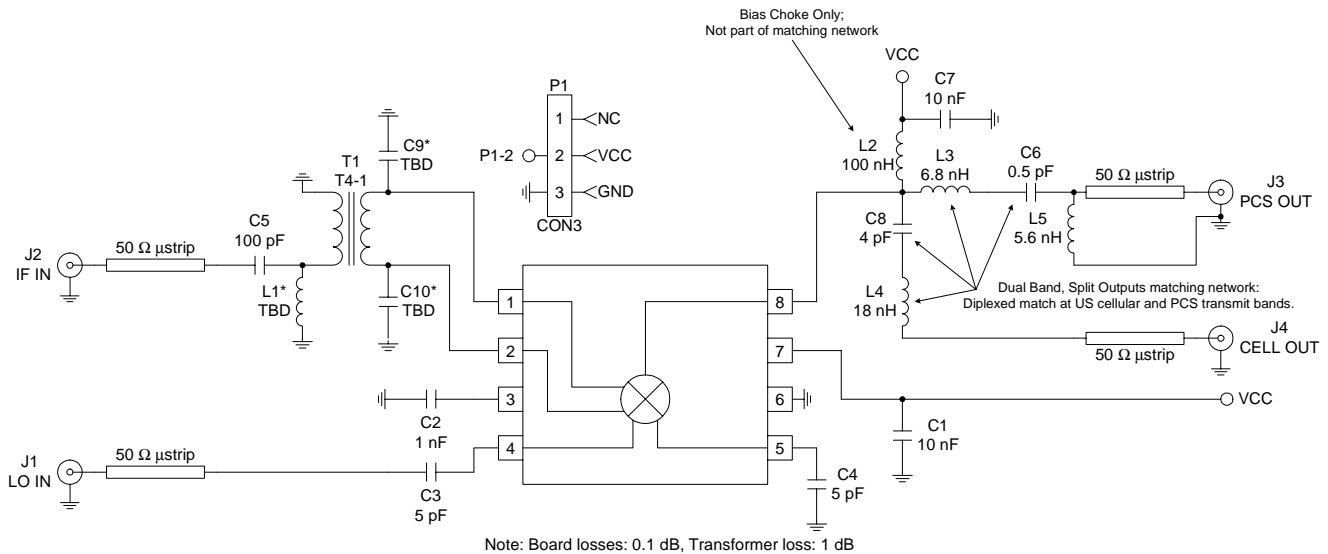 Bias Choke Only;
Not part of matching network
VCC
C7
10 nF
P1
1
NC
P1-2
2
VCC
3
GND
CON3
C9*
TBD
T1
T4-1
L2
100 nH
L3
6.8 nH
C6
0.5 pF
50 Ω µstrip
J3
PCS OUT
L5
5.6 nH
C8
4 pF
J2
IF IN
50 Ω µstrip
C5
100 pF
L1*
TBD
C10*
TBD
Dual Band, Split Outputs matching network:
Diplexed match at US cellular and PCS transmit bands.
L4
18 nH
50 Ω µstrip
J4
CELL OUT
1
8
2
7
3
6
4
5
C2
1 nF
VCC
C1
10 nF
J1
LO IN
50 Ω µstrip
C3
5 pF
C4
5 pF
Note: Board losses: 0.1 dB, Transformer loss: 1 dB